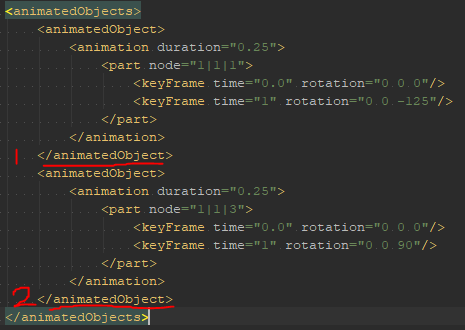 <animatedObjects>
<animatedObject>
<animation duration="0.25">
<part node="1|1|1">
<keyFrame time="0.0" rotation="0 0 0"/>
<keyFrame time="1" rotation="0 0 -125"/>
</part>
</animation>
1 </animatedObject>
<animatedObject>
<animation duration="0.25">
<part node="1|1|3">
<keyFrame time="0.0" rotation="0 0 0"/>
<keyFrame time="1" rotation="0 0 90"/>
</part>
</animation>
2 </animatedObject>
</animatedObjects>